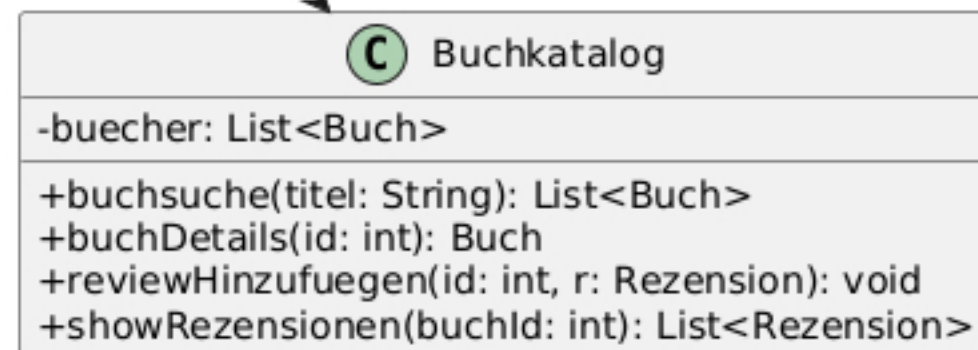 C Buchkatalog
-buecher: List<Buch>
+buchsuche(titel: String): List<Buch>
+buchDetails(id: int): Buch
+reviewHinzufuegen(id: int, r: Rezension): void
+showRezensionen(buchId: int): List<Rezension>